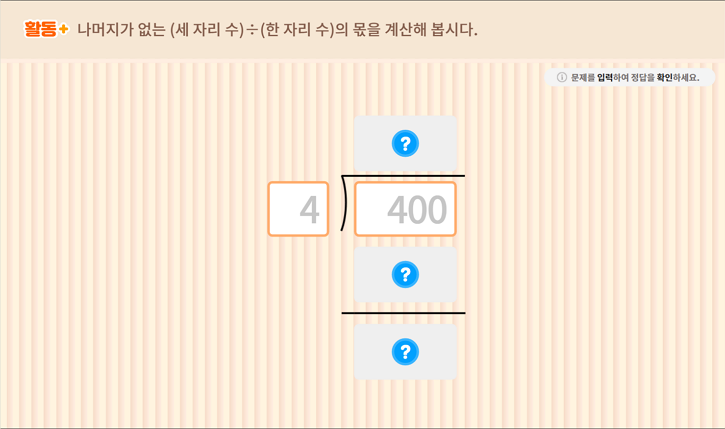 활동+ 나머지가 없는 (세 자리 수)÷(한 자리 수)의 몫을 계산해 봅시다.
ⓘ 문제를 입력하여 정답을 확인하세요.
?
4 400
?
?